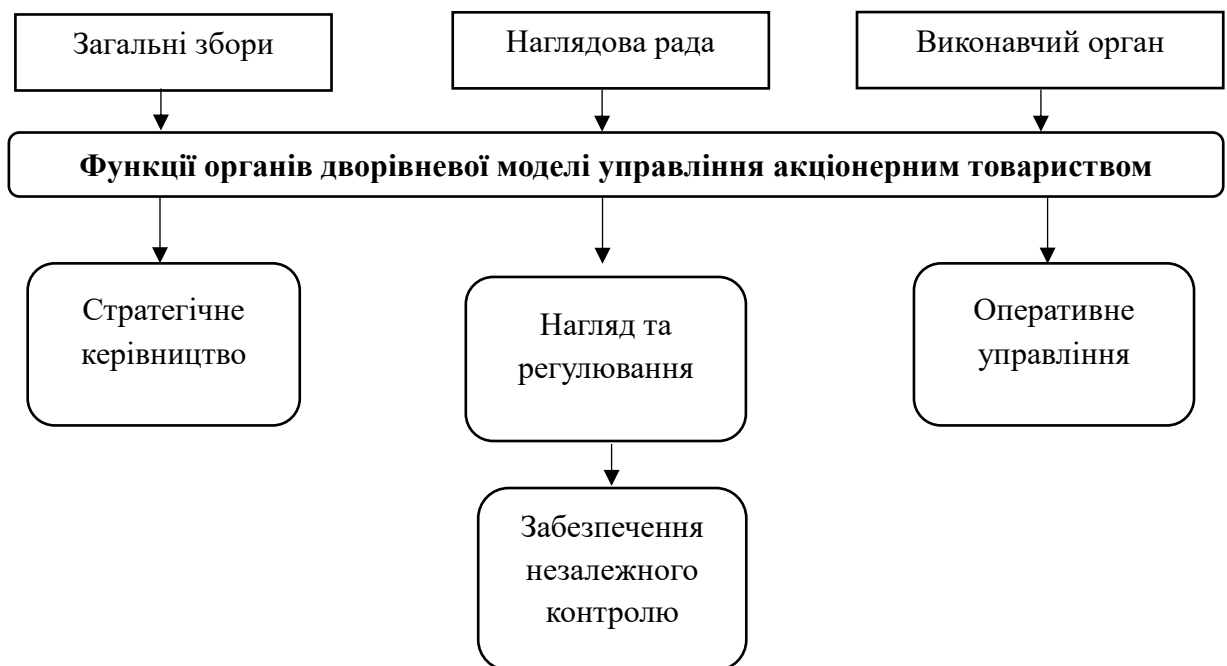 Загальні збори
Наглядова рада
Виконавчий орган
Функції органів дворівневої моделі управління акціонерним товариством
Стратегічне
керівництво
Нагляд та
регулювання
Оперативне
управління
Забезпечення
незалежного
контролю